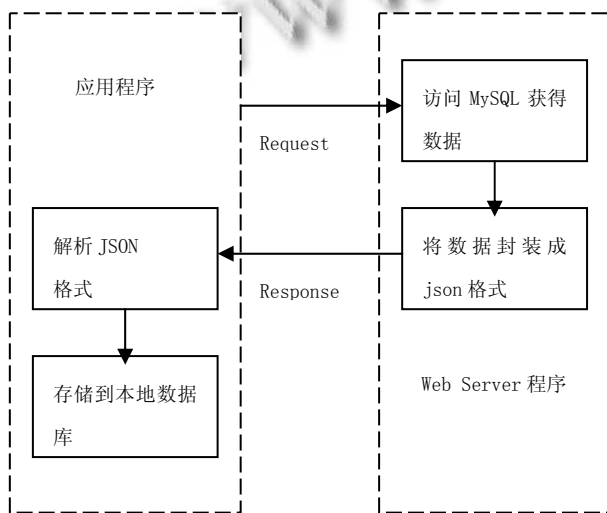 应用程序
访问 MySQL 获得
数据
Request
解析 JSON
格式
将数据封装成
json 格式
Response
存储到本地数据
库
Web Server 程序